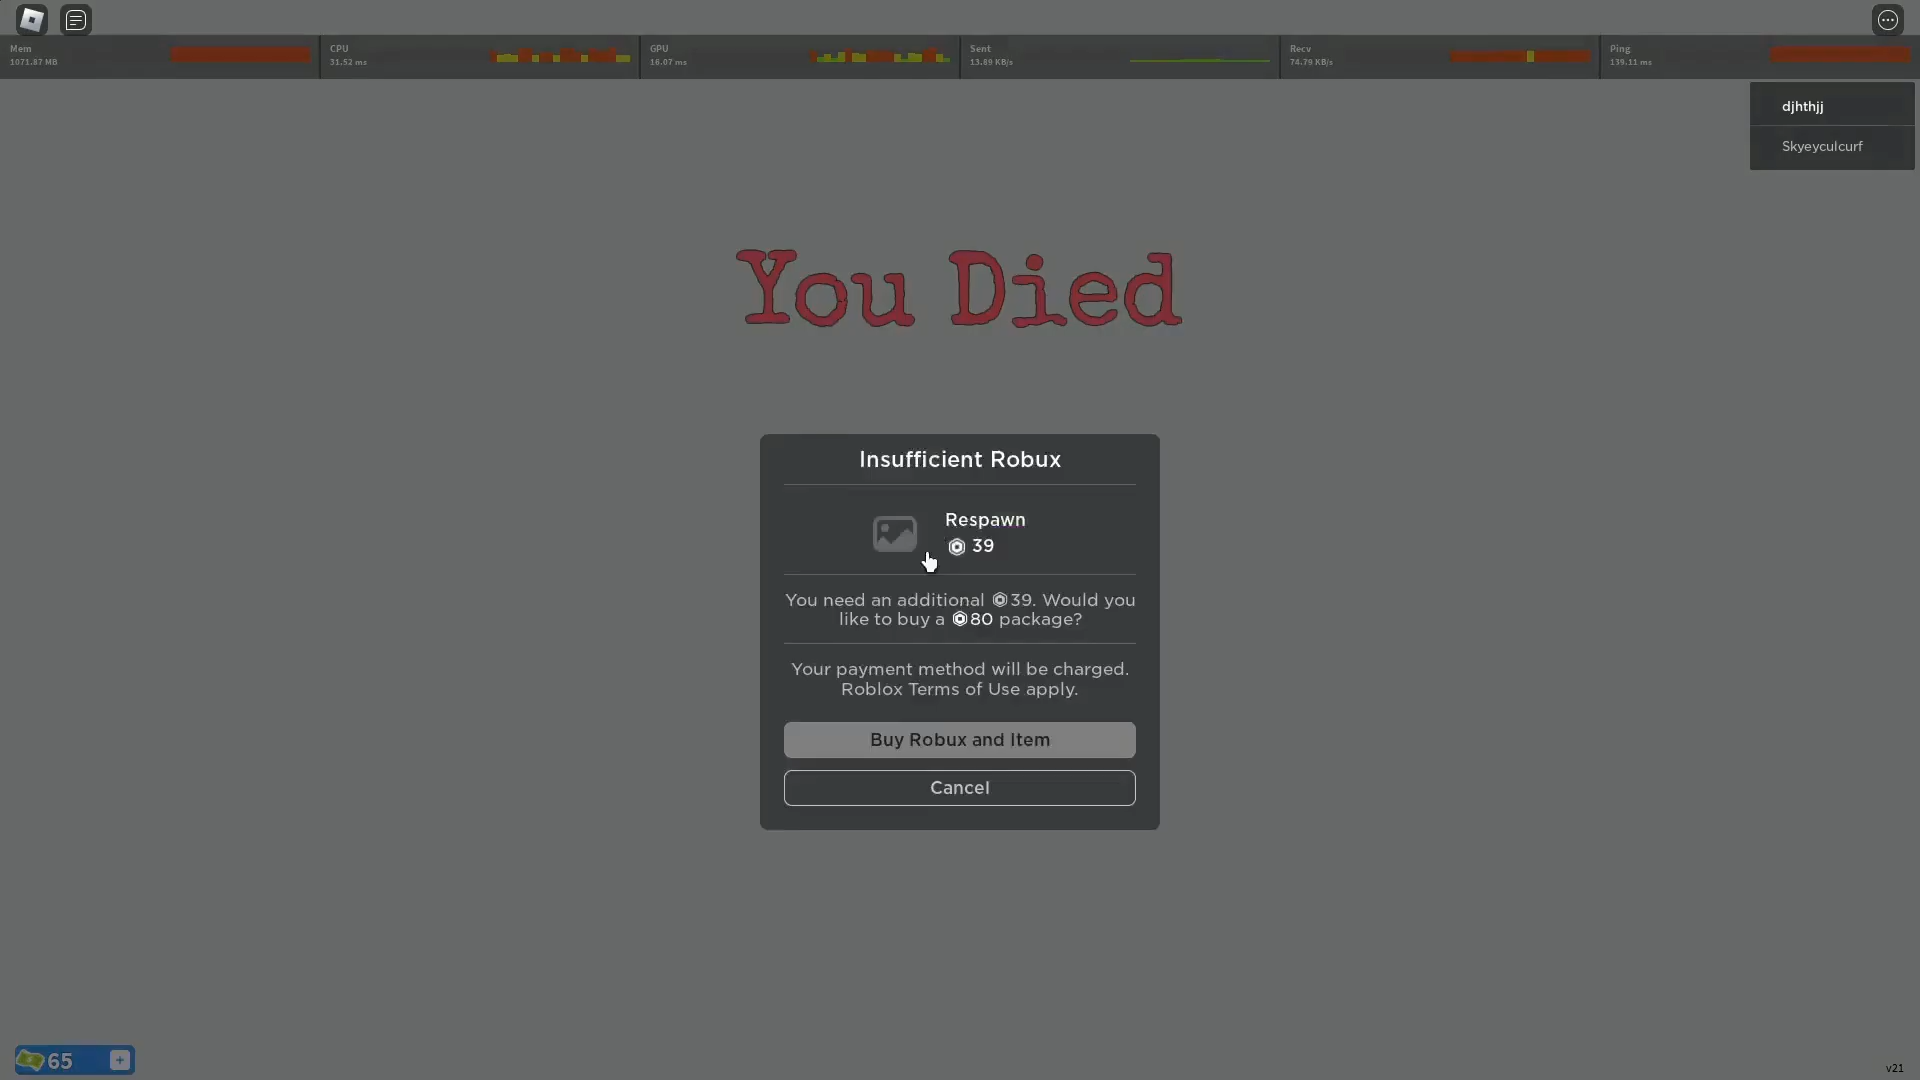 Mem
1071.87 MB
CPU
31.52 ms
GPU
16.07 ms
Sent
13.89 KB/s
Recv
74.79 KB/s
Ping
139.11 ms
djhthjj
Skyeyculcurf
You Died
Insufficient Robux
Respawn
39
You need an additional 39. Would you
like to buy a 80 package?
Your payment method will be charged.
Roblox Terms of Use apply.
Buy Robux and Item
Cancel
65
+
v21